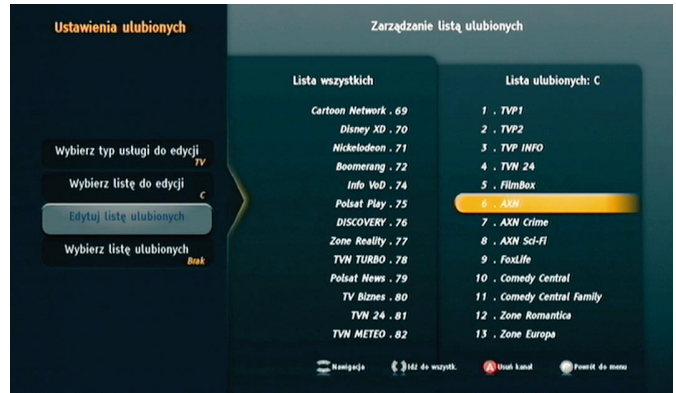 Ustawienia ulubionych
Zarządzanie listą ulubionych
Wybierz typ usługi do edycji
TV
Wybierz listę do edycji
C
Edytuj listę ulubionych
Wybierz listę ulubionych
Brak
Lista wszystkich
Cartoon Network . 69
Disney XD . 70
Nickelodeon . 71
Boomerang . 72
Info VoD . 74
Polsat Play . 75
DISCOVERY . 76
Zone Reality . 77
TVN TURBO . 78
Polsat News . 79
TV Biznes . 80
TVN 24 . 81
TVN METEO . 82
Lista ulubionych: C
1 . TVP1
2 . TVP2
3 . TVP INFO
4 . TVN 24
5 . FilmBox
6 . AXN
7 . AXN Crime
8 . AXN Sci-Fi
9 . FoxLife
10 . Comedy Central
11 . Comedy Central Family
12 . Zone Romantica
13 . Zone Europa
Nawigacja
Idź do wszystk.
A Usuń kanał
Powrót do menu